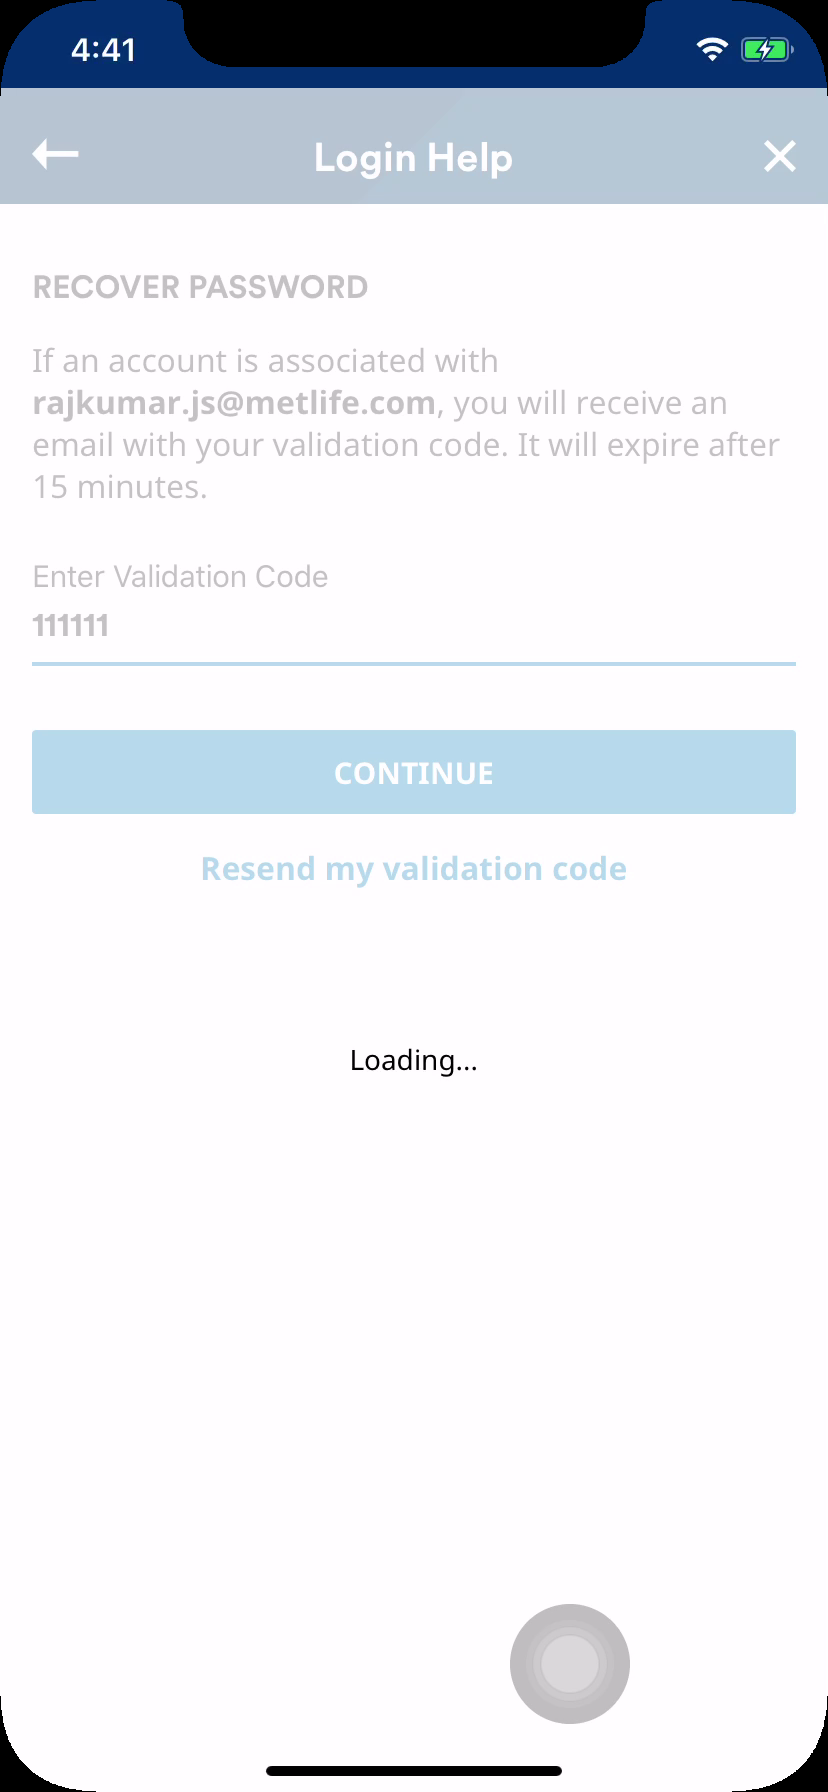 4:41
Login Help
RECOVER PASSWORD
If an account is associated with
rajkumar.js@metlife.com, you will receive an
email with your validation code. It will expire after
15 minutes.
Enter Validation Code
111111
CONTINUE
Resend my validation code
Loading...